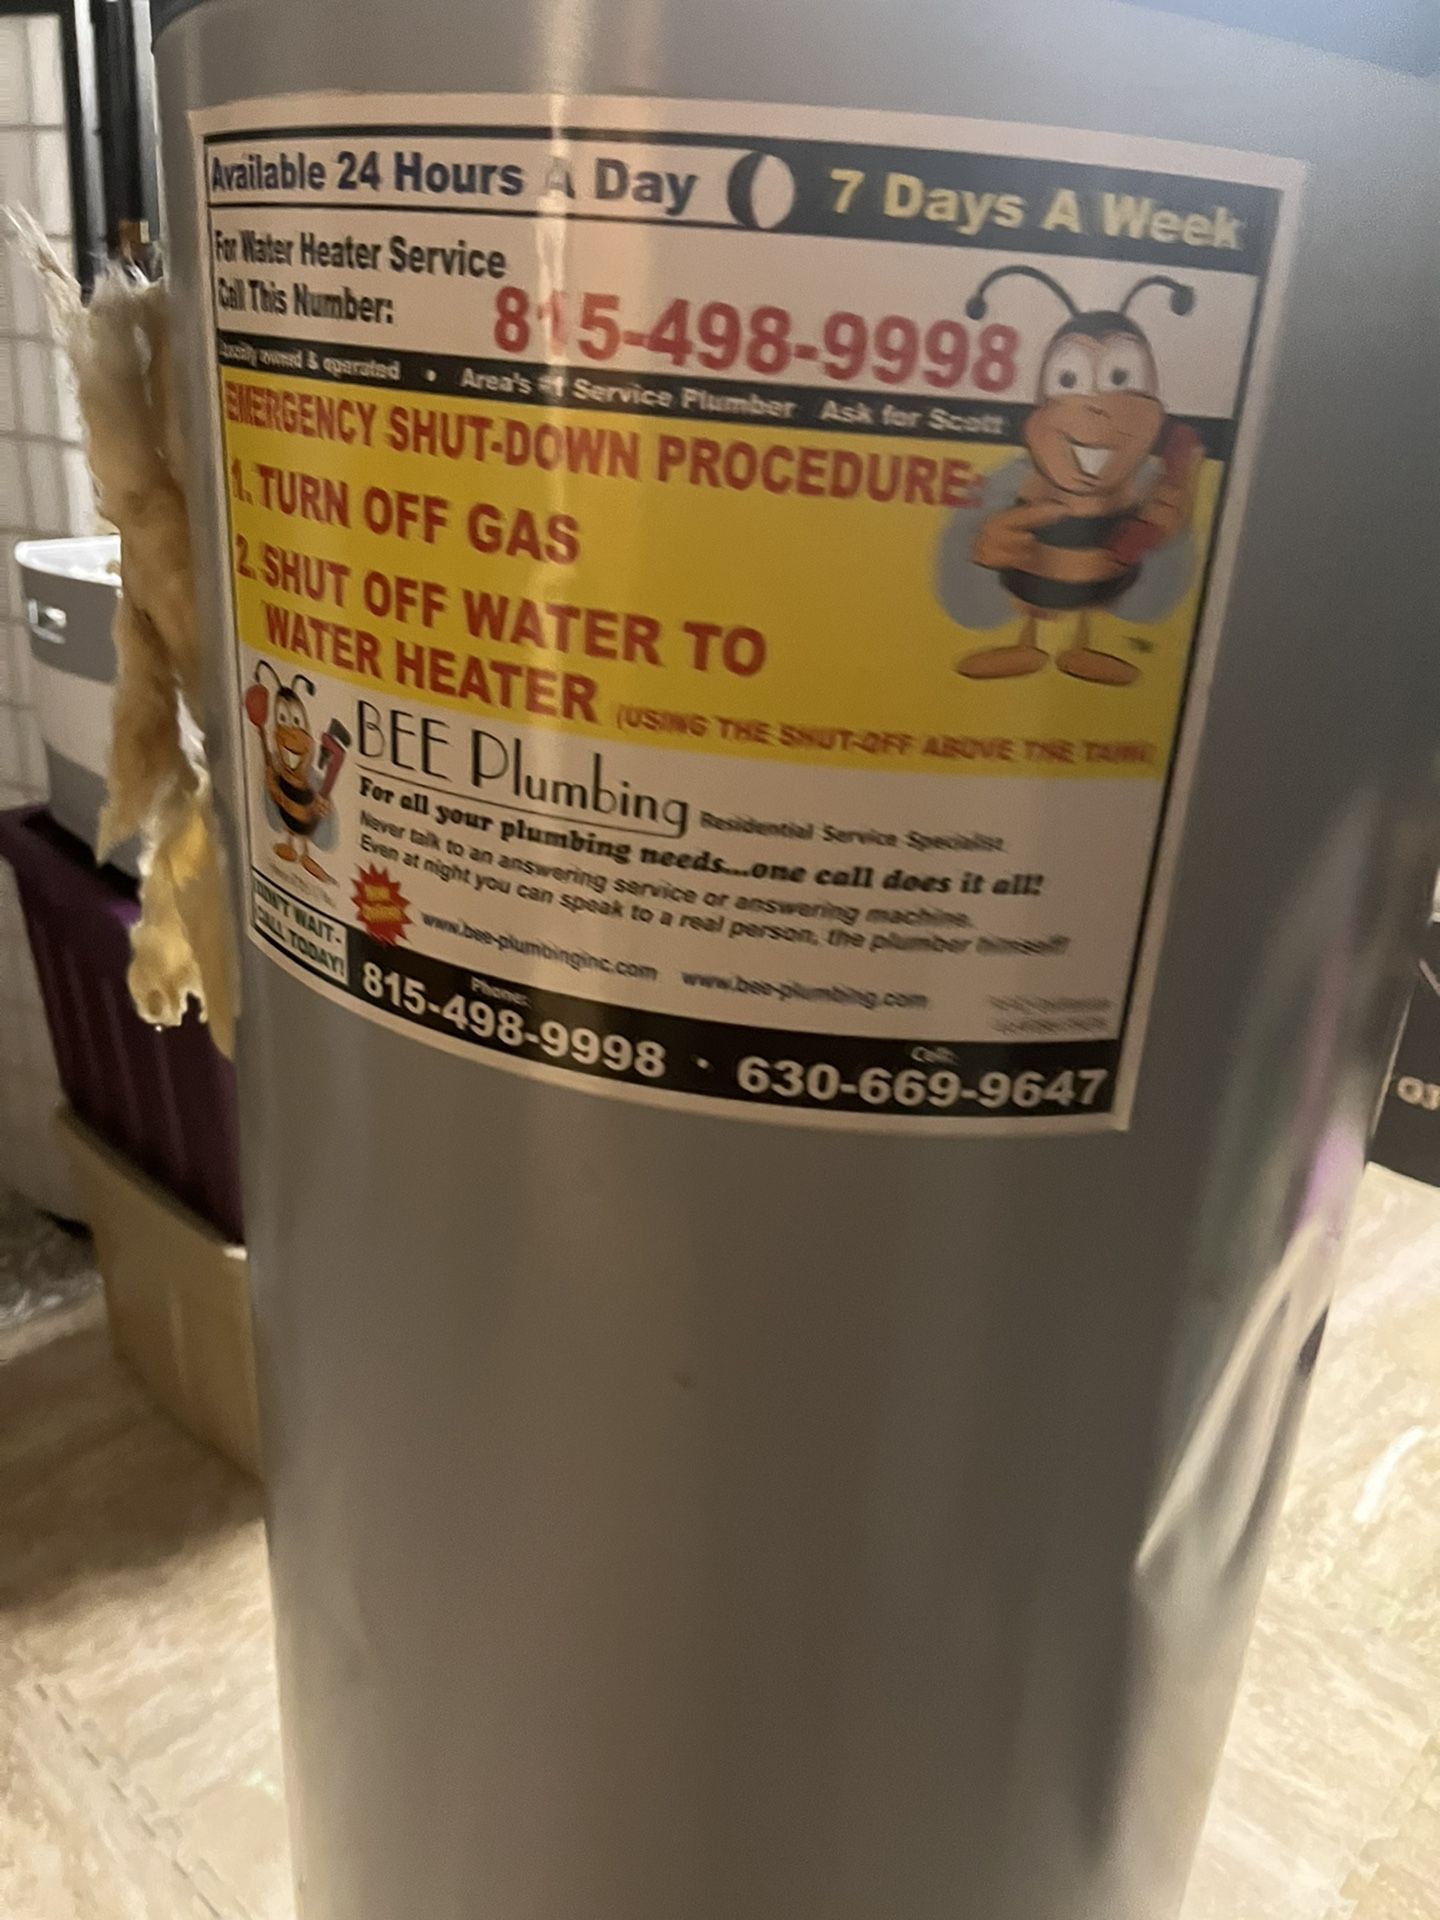 Available 24 Hours A Day 7 Days A Week
For Water Heater Service
Call This Number: 815-498-9998
Locally owned & operated • Area's #1 Service Plumber Ask for Scott
EMERGENCY SHUT-DOWN PROCEDURE:
1. TURN OFF GAS
2. SHUT OFF WATER TO
WATER HEATER (USING THE SHUT-OFF ABOVE THE TANK)
TM
BEE Plumbing Residential Service Specialist
For all your plumbing needs...one call does it all!
Never talk to an answering service or answering machine.
Even at night you can speak to a real person, the plumber himself!
www.bee-plumbinginc.com www.bee-plumbing.com
DON'T WAIT-
CALL TODAY!
Phone: Cell:
815-498-9998 · 630-669-9647